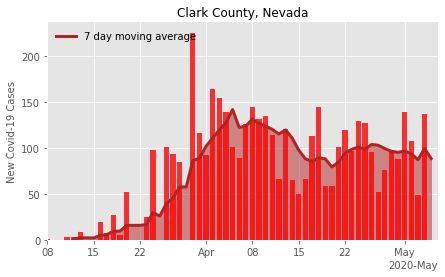 Clark County, Nevada
7 day moving average
New Covid-19 Cases
200
150
100
50
0
08 15 22 Apr 08 15 22 May
2020-May